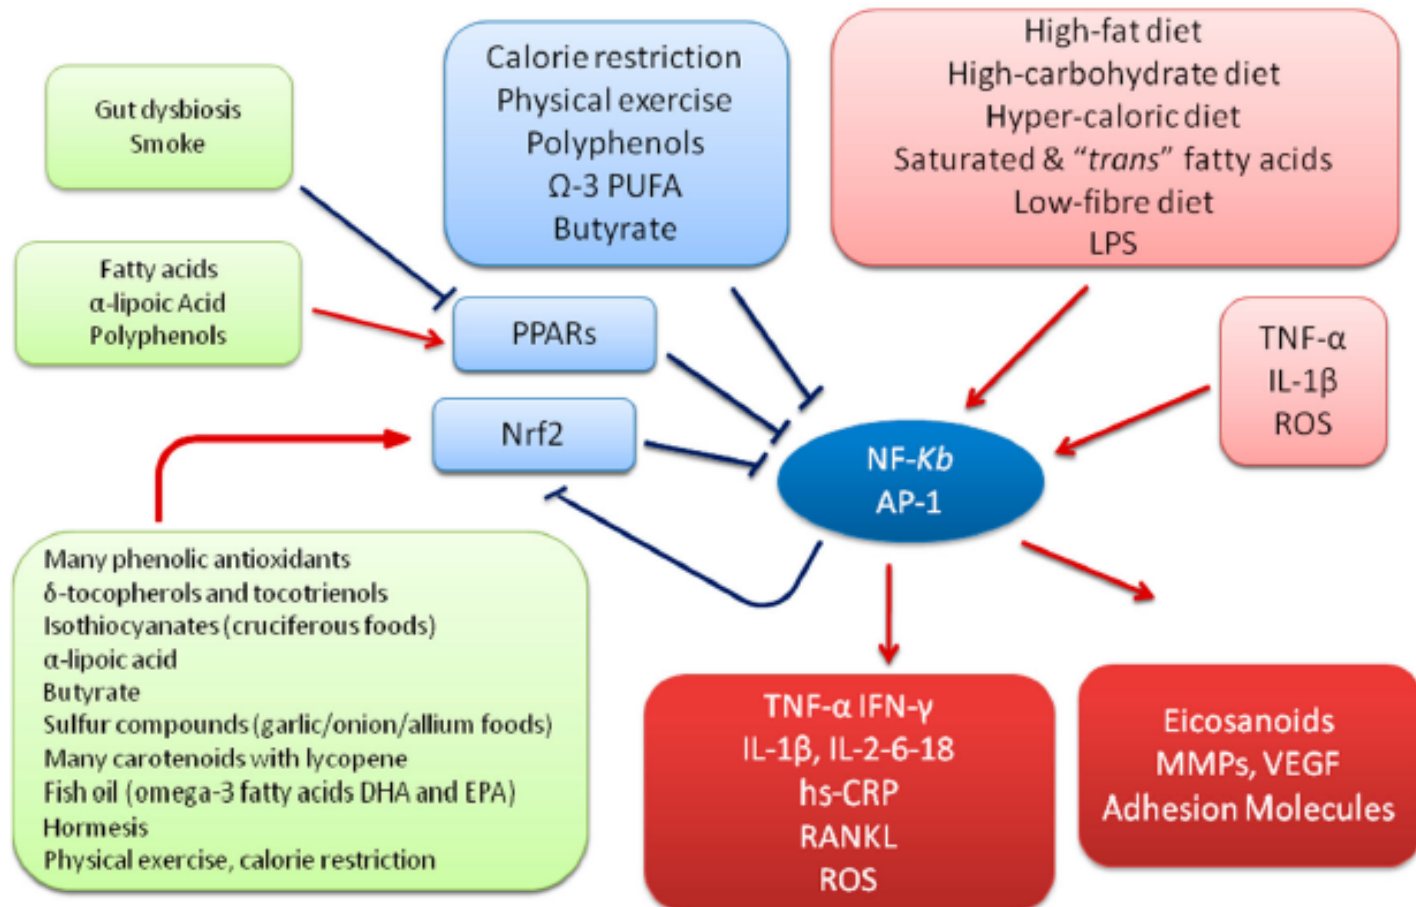 Gut dysbiosis
Smoke
Calorie restriction
Physical exercise
Polyphenols
Ω-3 PUFA
Butyrate
High-fat diet
High-carbohydrate diet
Hyper-caloric diet
Saturated & “trans” fatty acids
Low-fibre diet
LPS
Fatty acids
α-lipoic Acid
Polyphenols
PPARs
TNF-α
IL-1β
ROS
Nrf2
NF-Kb
AP-1
Many phenolic antioxidants
δ-tocopherols and tocotrienols
Isothiocyanates (cruciferous foods)
α-lipoic acid
Butyrate
Sulfur compounds (garlic/onion/allium foods)
Many carotenoids with lycopene
Fish oil (omega-3 fatty acids DHA and EPA)
Hormesis
Physical exercise, calorie restriction
TNF-α IFN-γ
IL-1β, IL-2-6-18
hs-CRP
RANKL
ROS
Eicosanoids
MMPs, VEGF
Adhesion Molecules